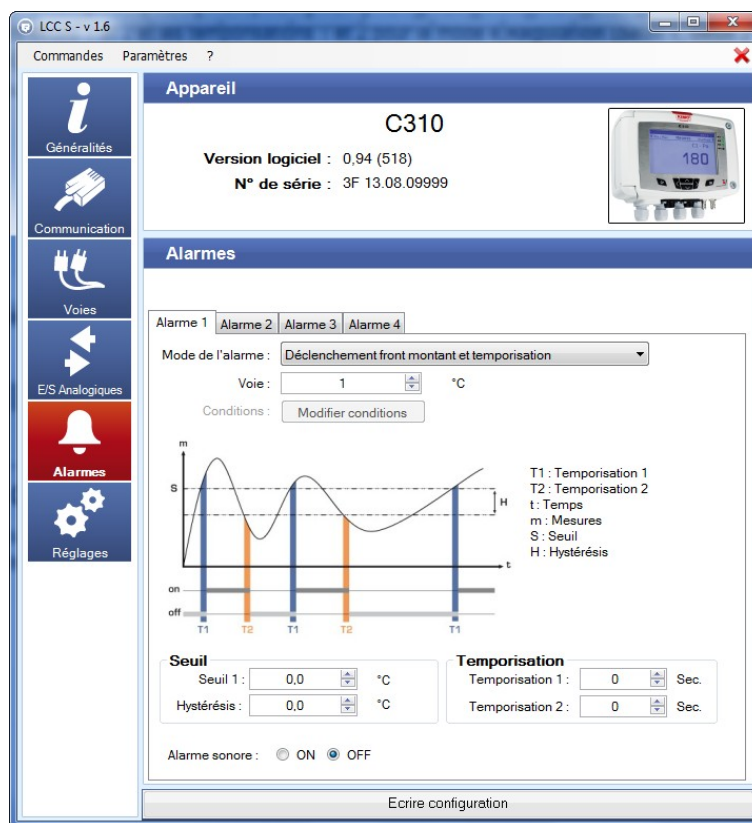 LCC S - v 1.6
Commandes Paramètres ?
Généralités
Communication
Voies
E/S Analogiques
Alarmes
Réglages
Appareil
C310
Version logiciel : 0,94 (518)
N° de série : 3F 13.08.09999
180
Alarmes
Alarme 1 Alarme 2 Alarme 3 Alarme 4
Mode de l'alarme : Déclenchement front montant et temporisation
Voie : 1 °C
Conditions : Modifier conditions
m
S
H
t
on
off
T1 T2 T1 T2 T1
T1 : Temporisation 1
T2 : Temporisation 2
t : Temps
m : Mesures
S : Seuil
H : Hystérésis
Seuil
Seuil 1 : 0,0 °C
Hystérésis : 0,0 °C
Temporisation
Temporisation 1 : 0 Sec.
Temporisation 2 : 0 Sec.
Alarme sonore : ON OFF
Ecrire configuration